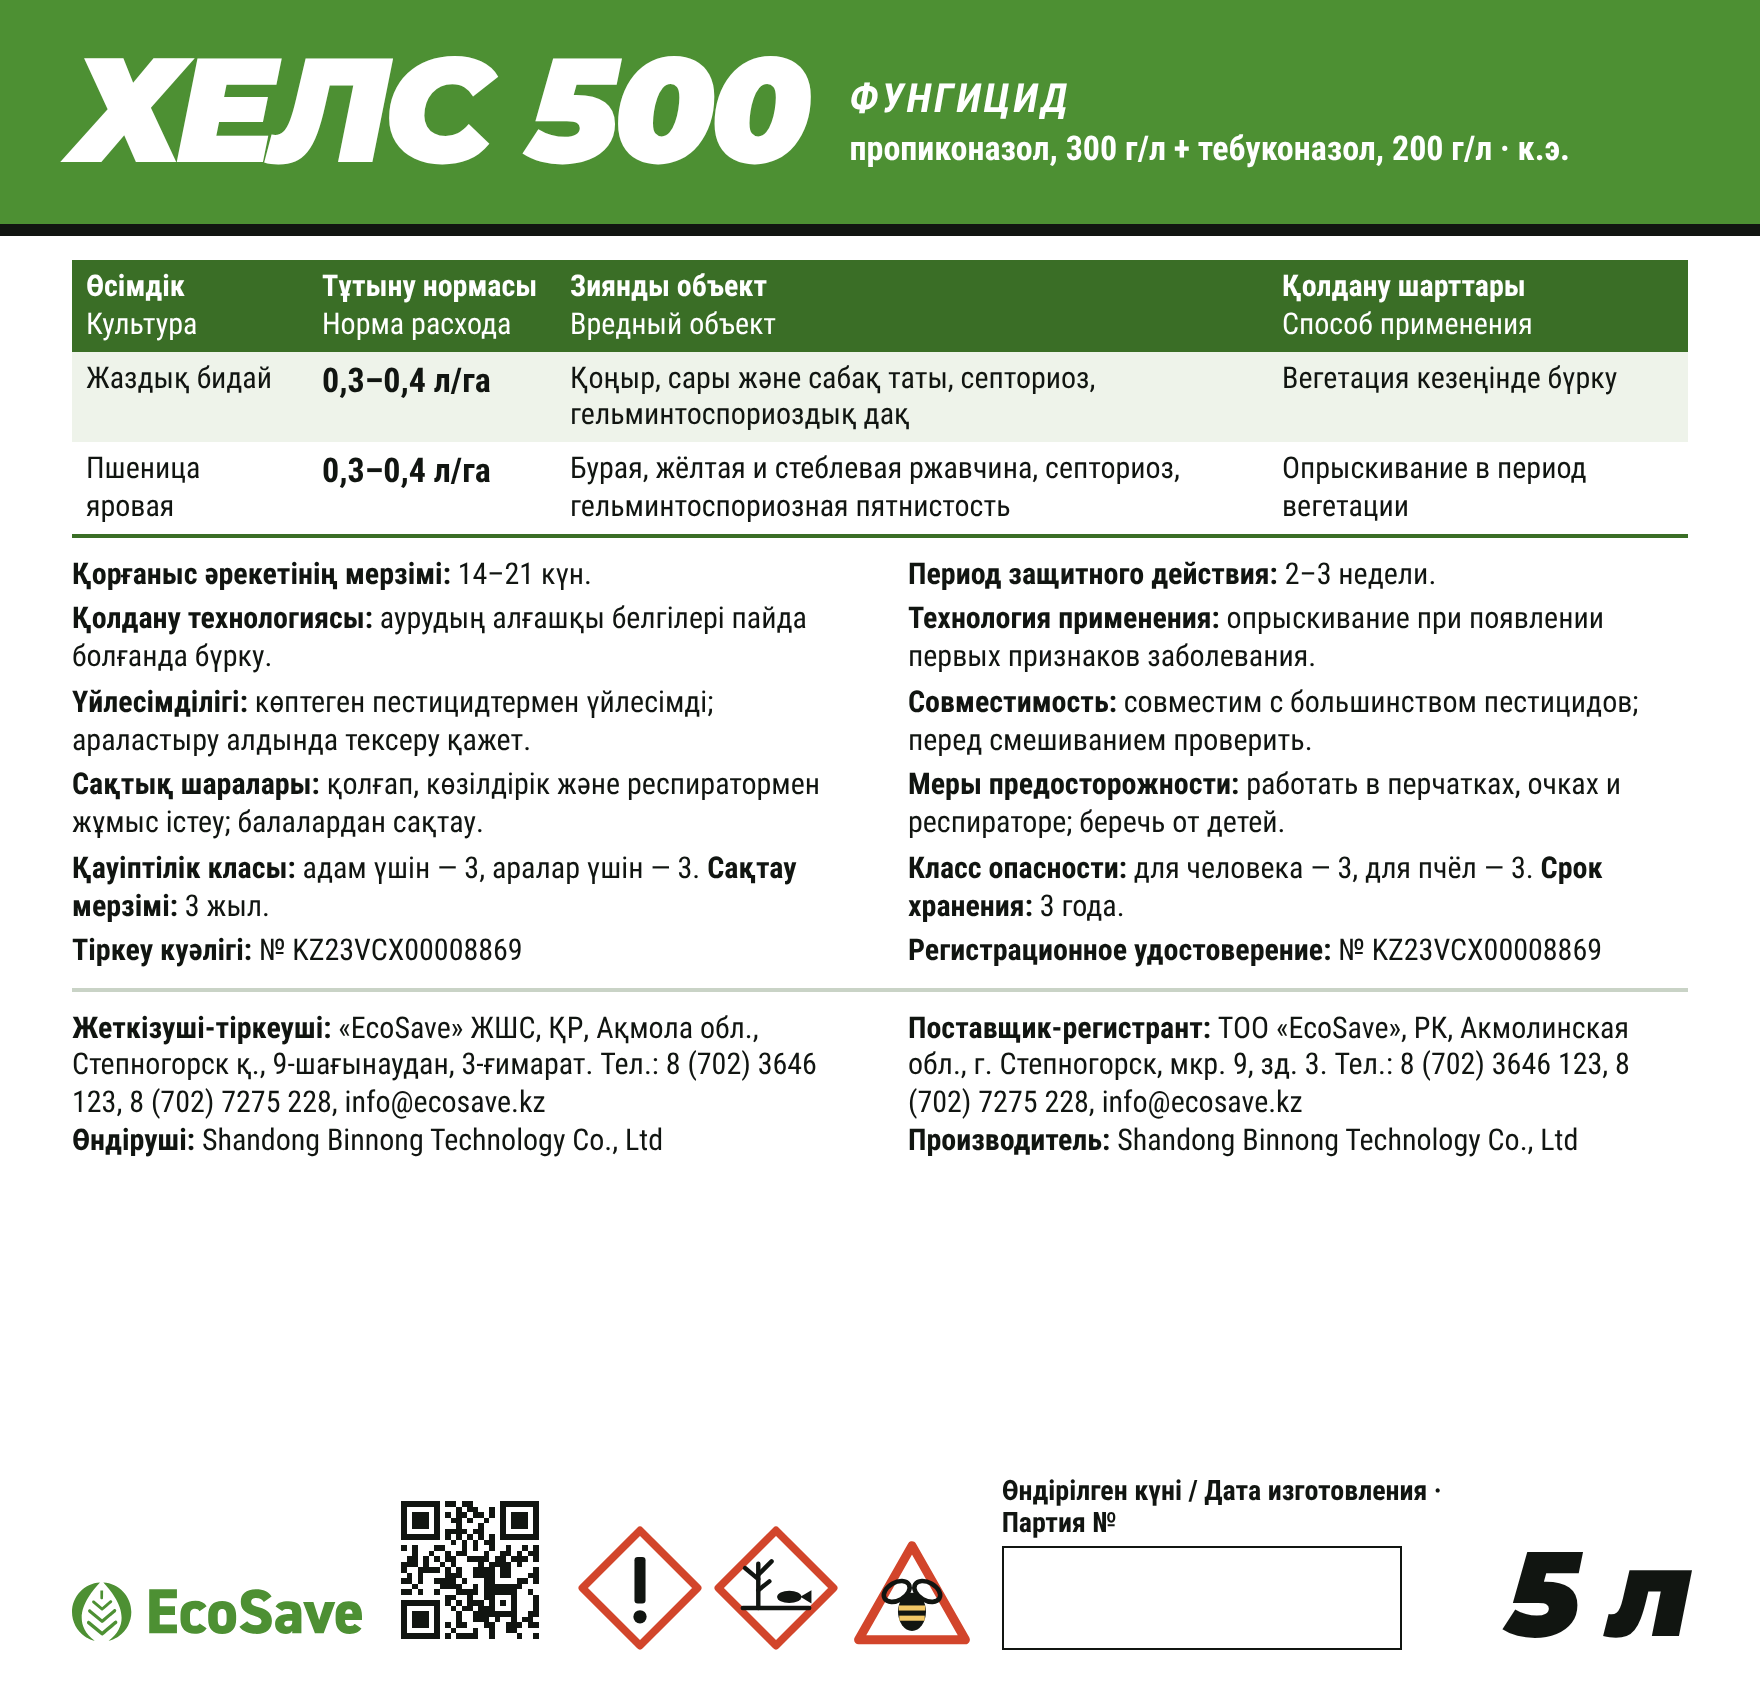 ХЕЛС 500
ФУНГИЦИД
пропиконазол, 300 г/л + тебуконазол, 200 г/л · к.э.
Өсімдік Тұтыну нормасы Зиянды объект Қолдану шарттары
Культура Норма расхода Вредный объект Способ применения
Жаздық бидай 0,3–0,4 л/га Қоңыр, сары және сабақ таты, септориоз, Вегетация кезеңінде бүрку
гельминтоспориоздық дақ
Пшеница 0,3–0,4 л/га Бурая, жёлтая и стеблевая ржавчина, септориоз, Опрыскивание в период
яровая гельминтоспориозная пятнистость вегетации
Қорғаныс әрекетінің мерзімі: 14–21 күн.
Қолдану технологиясы: аурудың алғашқы белгілері пайда
болғанда бүрку.
Үйлесімділігі: көптеген пестицидтермен үйлесімді;
араластыру алдында тексеру қажет.
Сақтық шаралары: қолғап, көзілдірік және респиратормен
жұмыс істеу; балалардан сақтау.
Қауіптілік класы: адам үшін — 3, аралар үшін — 3. Сақтау
мерзімі: 3 жыл.
Тіркеу куәлігі: № KZ23VCX00008869
Период защитного действия: 2–3 недели.
Технология применения: опрыскивание при появлении
первых признаков заболевания.
Совместимость: совместим с большинством пестицидов;
перед смешиванием проверить.
Меры предосторожности: работать в перчатках, очках и
респираторе; беречь от детей.
Класс опасности: для человека — 3, для пчёл — 3. Срок
хранения: 3 года.
Регистрационное удостоверение: № KZ23VCX00008869
Жеткізуші-тіркеуші: «EcoSave» ЖШС, ҚР, Ақмола обл.,
Степногорск қ., 9-шағынаудан, 3-ғимарат. Тел.: 8 (702) 3646
123, 8 (702) 7275 228, info@ecosave.kz
Өндіруші: Shandong Binnong Technology Co., Ltd
Поставщик-регистрант: ТОО «EcoSave», РК, Акмолинская
обл., г. Степногорск, мкр. 9, зд. 3. Тел.: 8 (702) 3646 123, 8
(702) 7275 228, info@ecosave.kz
Производитель: Shandong Binnong Technology Co., Ltd
EcoSave
Өндірілген күні / Дата изготовления ·
Партия №
5 л